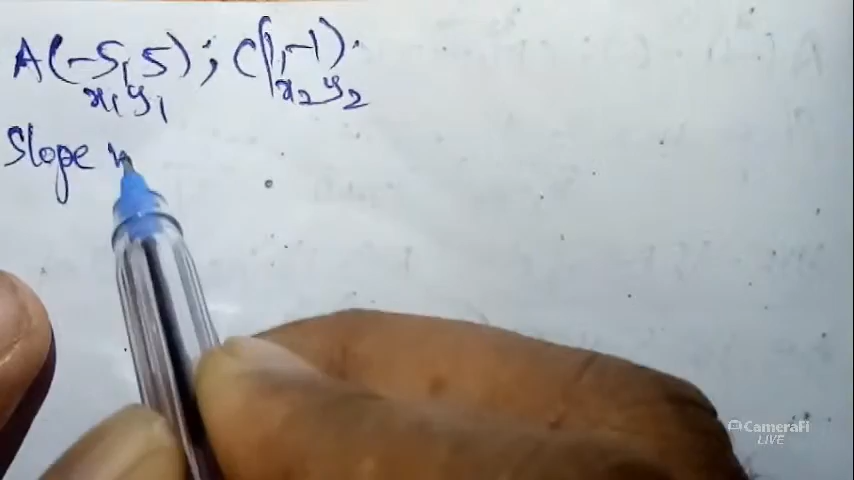 A(-5,5); C(1,-1).
x₁ y₁ x₂ y₂
Slope
CameraFi
LIVE